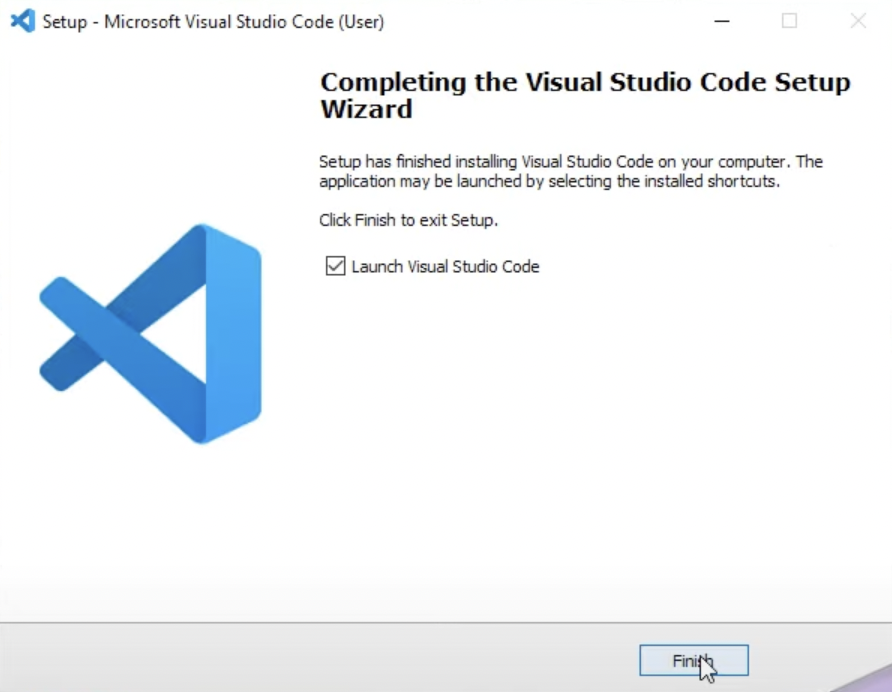 Setup - Microsoft Visual Studio Code (User)
Completing the Visual Studio Code Setup
Wizard
Setup has finished installing Visual Studio Code on your computer. The
application may be launched by selecting the installed shortcuts.
Click Finish to exit Setup.
Launch Visual Studio Code
Finish